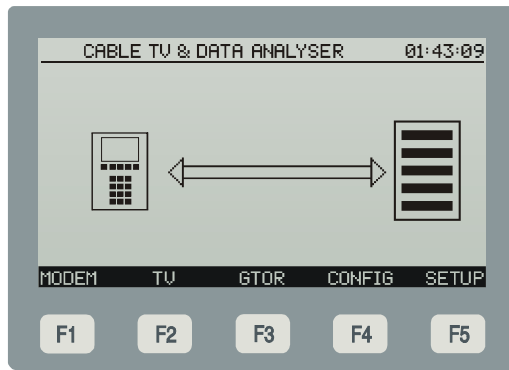 CABLE TV & DATA ANALYSER 01:43:09
MODEM TV GTOR CONFIG SETUP
F1 F2 F3 F4 F5